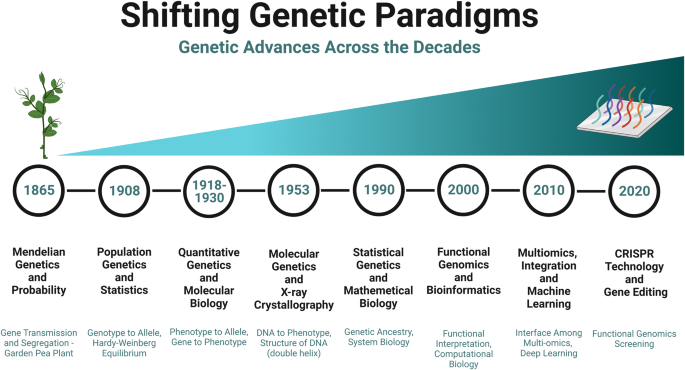 Shifting Genetic Paradigms
Genetic Advances Across the Decades
1865
1908
1918-
1930
1953
1990
2000
2010
2020
Mendelian
Genetics
and
Probability
Population
Genetics
and
Statistics
Quantitative
Genetics
and
Molecular
Biology
Molecular
Genetics
and
X-ray
Crystallography
Statistical
Genetics
and
Mathemetical
Biology
Functional
Genomics
and
Bioinformatics
Multiomics,
Integration
and
Machine
Learning
CRISPR
Technology
and
Gene Editing
Gene Transmission
and Segregation -
Garden Pea Plant
Genotype to Allele,
Hardy-Weinberg
Equilibrium
Phenotype to Allele,
Gene to Phenotype
DNA to Phenotype,
Structure of DNA
(double helix)
Genetic Ancestry,
System Biology
Functional
Interpretation,
Computational
Biology
Interface Among
Multi-omics,
Deep Learning
Functional Genomics
Screening